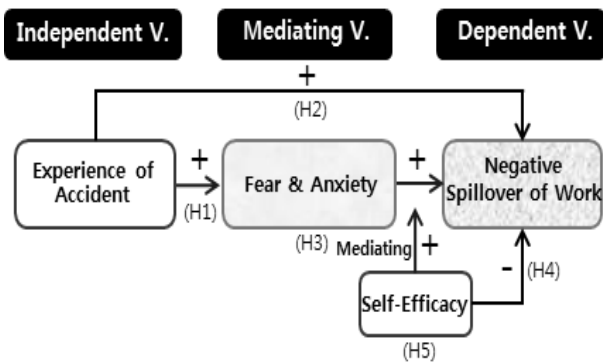 Independent V.
Mediating V.
Dependent V.
+
(H2)
Experience of
Accident
+
(H1)
Fear & Anxiety
(H3)
+
Negative
Spillover of Work
Mediating
+
-
(H4)
Self-Efficacy
(H5)